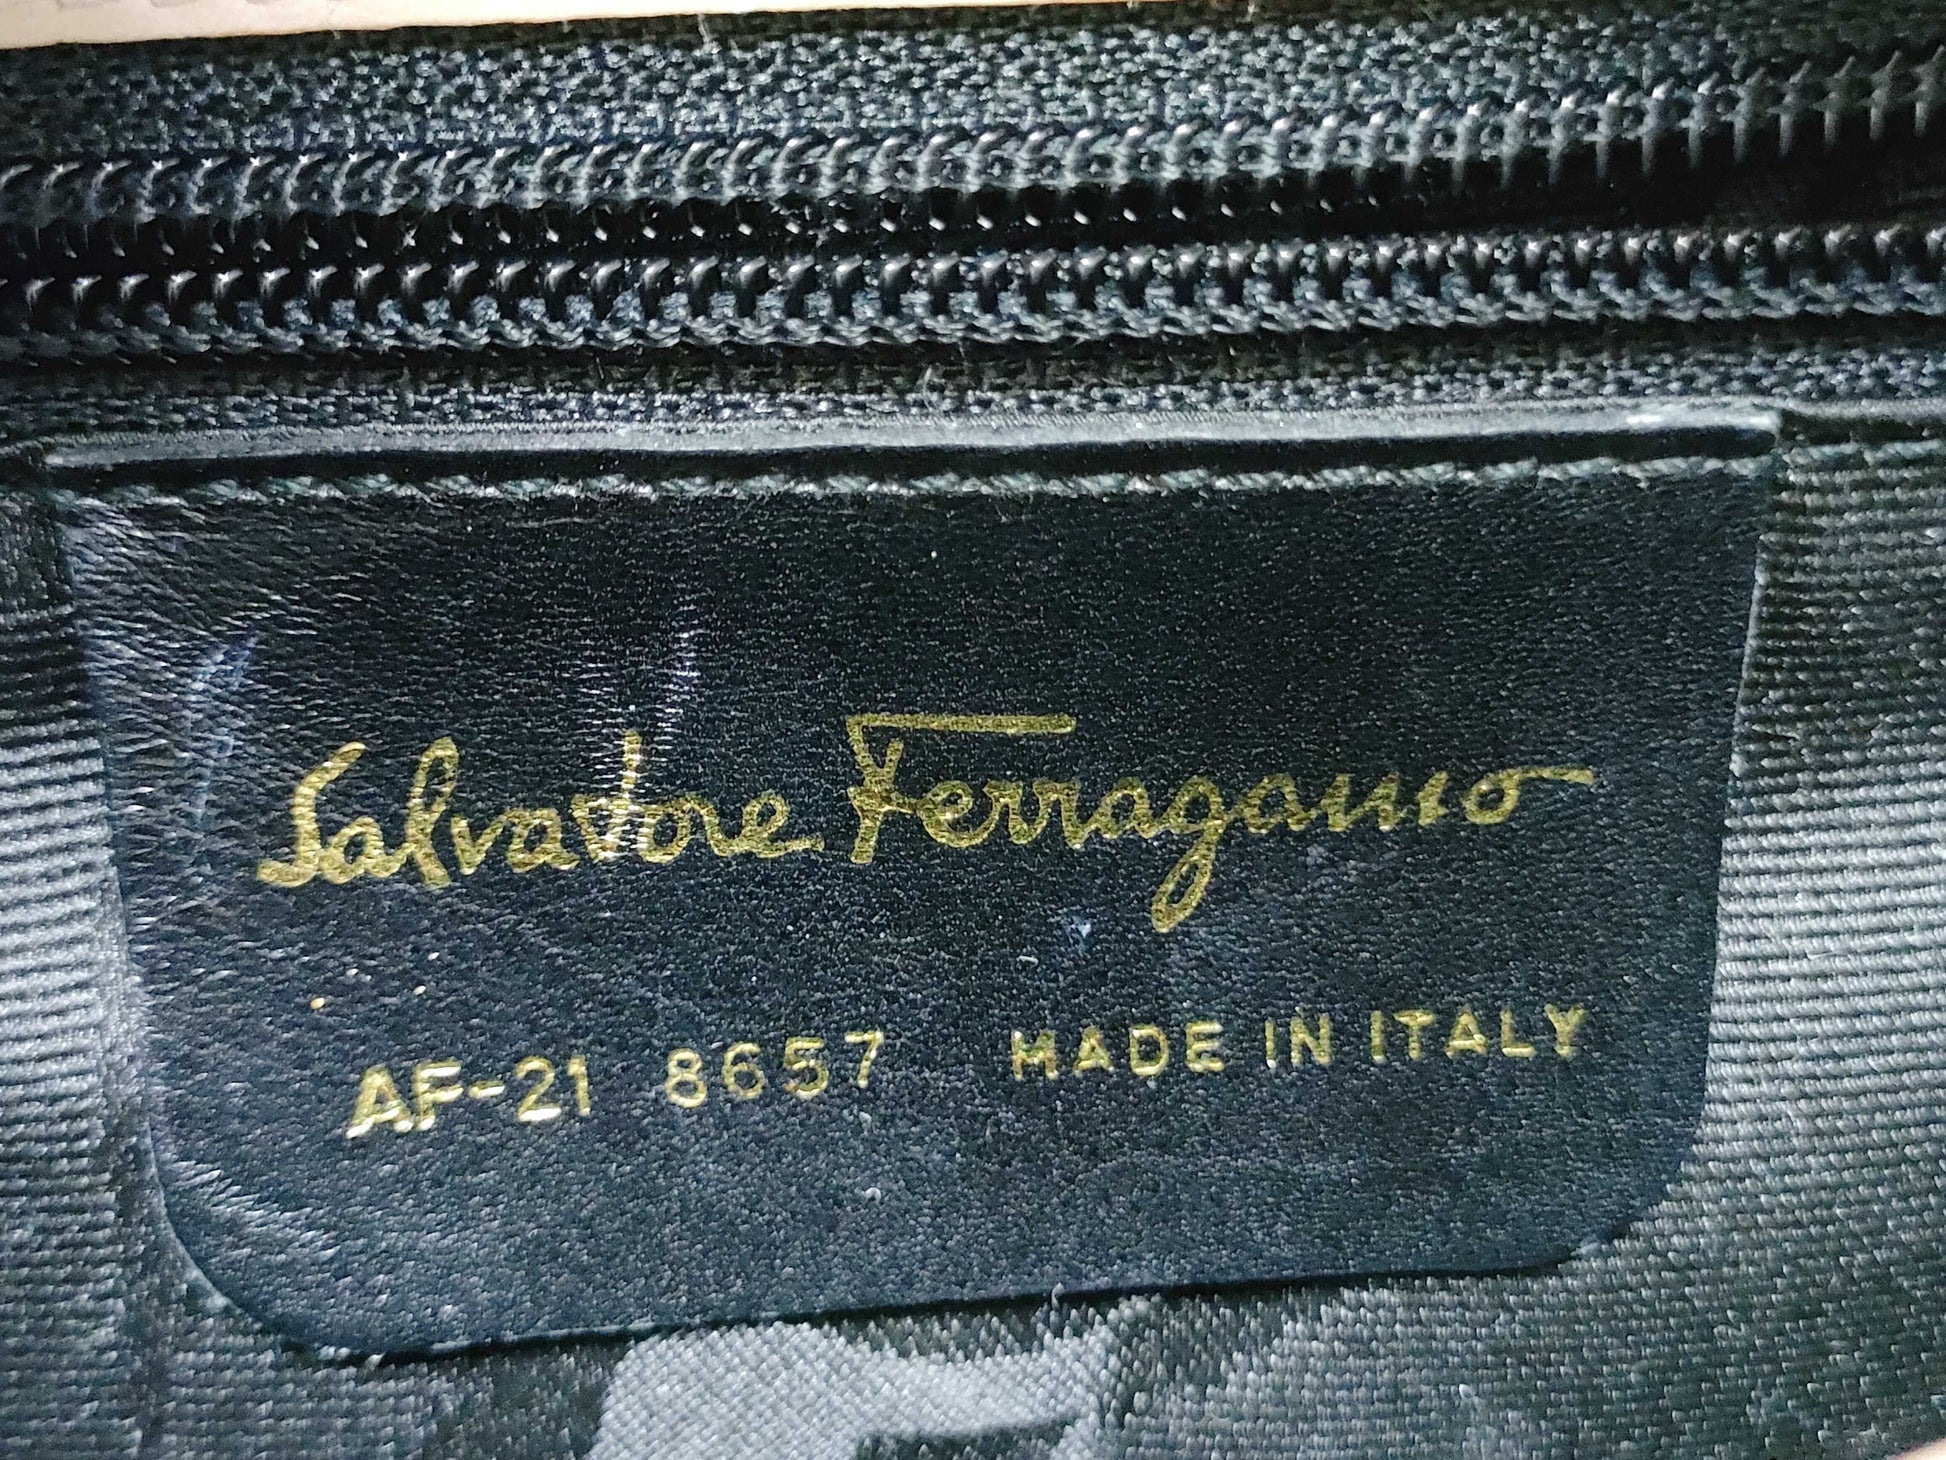 Salvatore Ferragamo
AF-21 8657 MADE IN ITALY